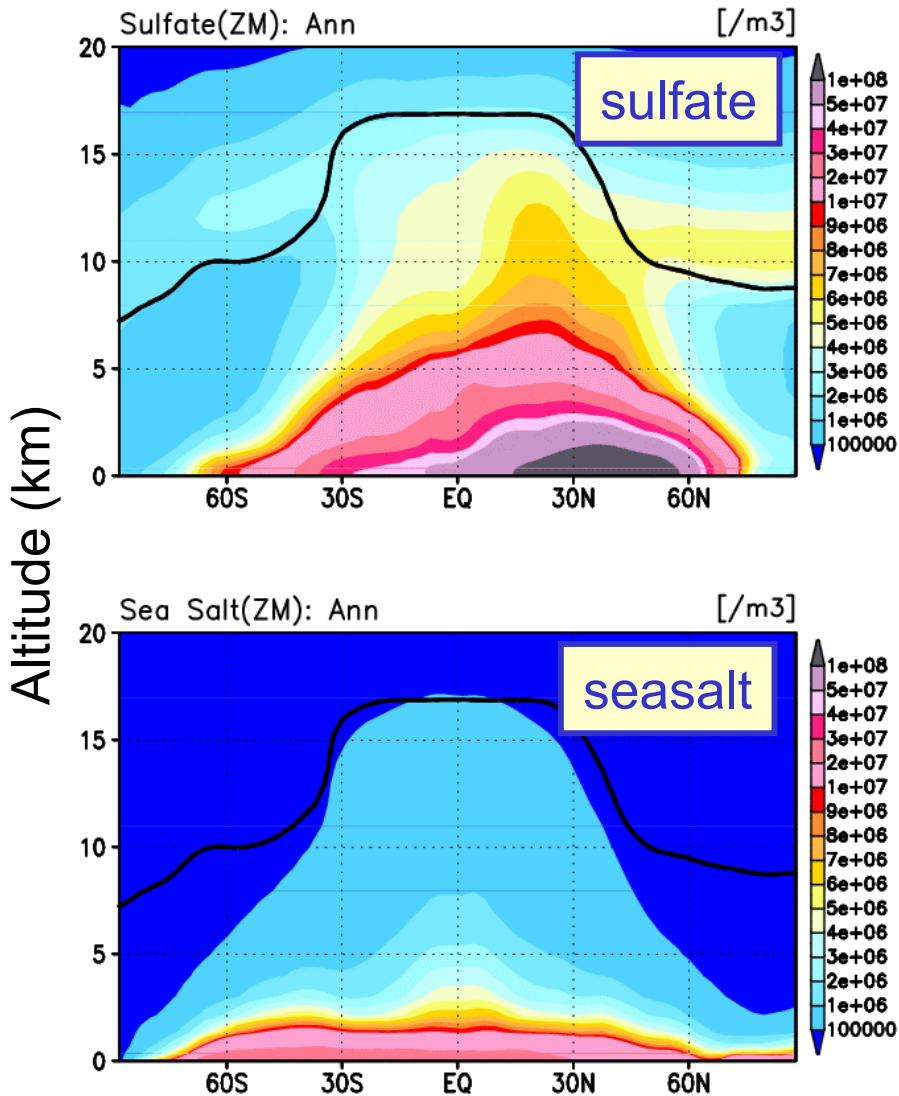 Sulfate(ZM): Ann [/m3]
sulfate
20
15
10
5
0
60S 30S EQ 30N 60N
1e+08
5e+07
4e+07
3e+07
2e+07
1e+07
9e+06
8e+06
7e+06
6e+06
5e+06
4e+06
3e+06
2e+06
1e+06
100000
Altitude (km)
Sea Salt(ZM): Ann [/m3]
seasalt
20
15
10
5
0
60S 30S EQ 30N 60N
1e+08
5e+07
4e+07
3e+07
2e+07
1e+07
9e+06
8e+06
7e+06
6e+06
5e+06
4e+06
3e+06
2e+06
1e+06
100000